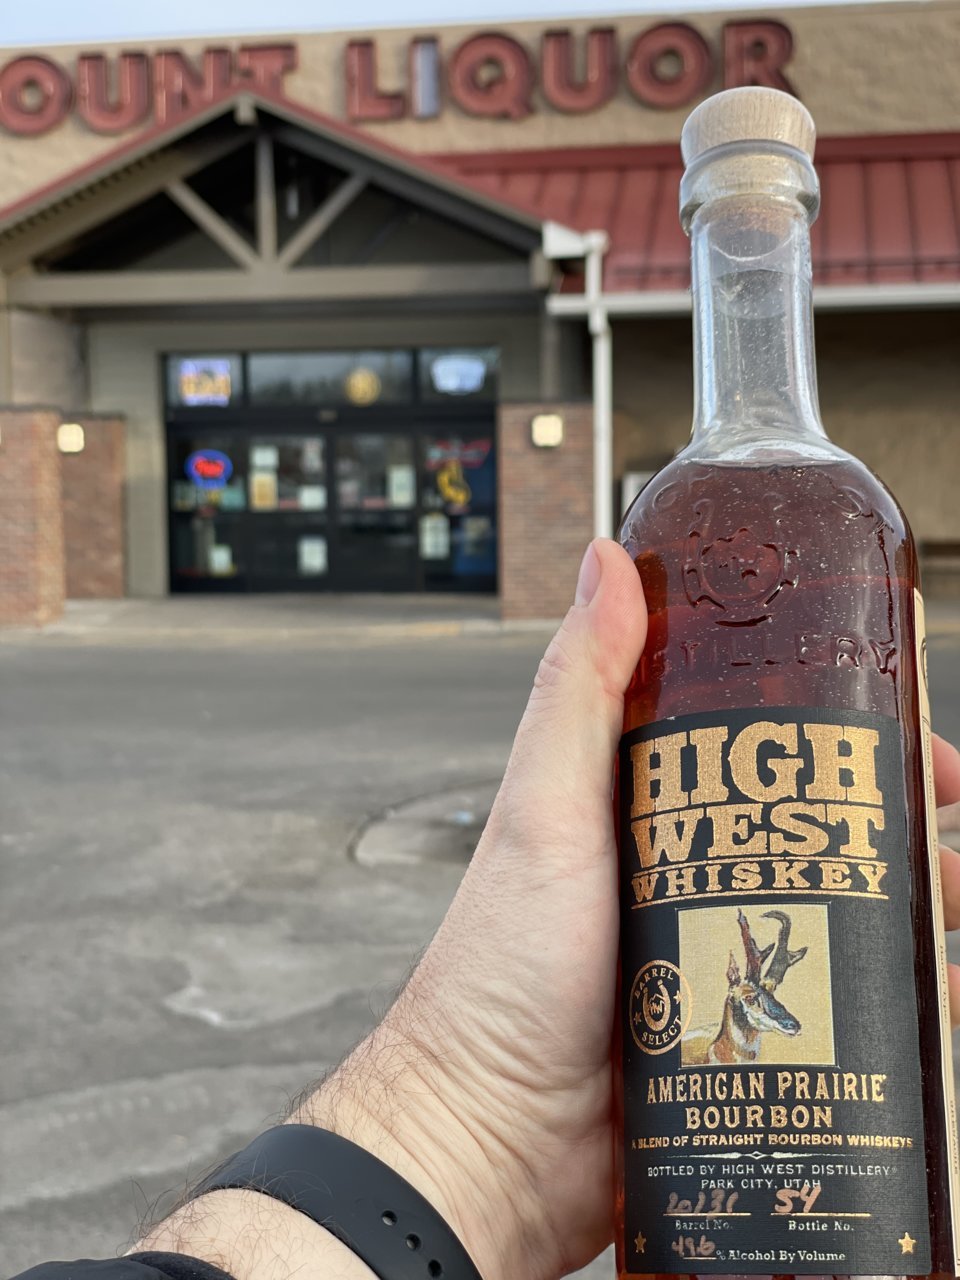 OUNT LIQUOR
DISTILLERY
HIGH
WEST
WHISKEY
BARREL
SELECT
AMERICAN PRAIRIE
BOURBON
A BLEND OF STRAIGHT BOURBON WHISKEYS
BOTTLED BY HIGH WEST DISTILLERY®
PARK CITY, UTAH
20731 54
Barrel No. Bottle No.
49.6 % Alcohol By Volume